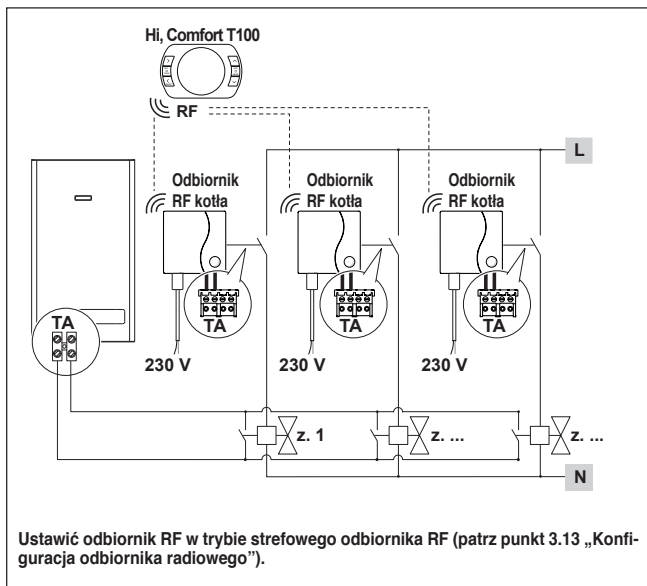 Hi, Comfort T100
RF
L
Odbiornik
RF kotła
Odbiornik
RF kotła
Odbiornik
RF kotła
TA
TA
TA
TA
230 V
230 V
230 V
z. 1
z. ...
z. ...
N
Ustawić odbiornik RF w trybie strefowego odbiornika RF (patrz punkt 3.13 „Konfi-
guracja odbiornika radiowego”).